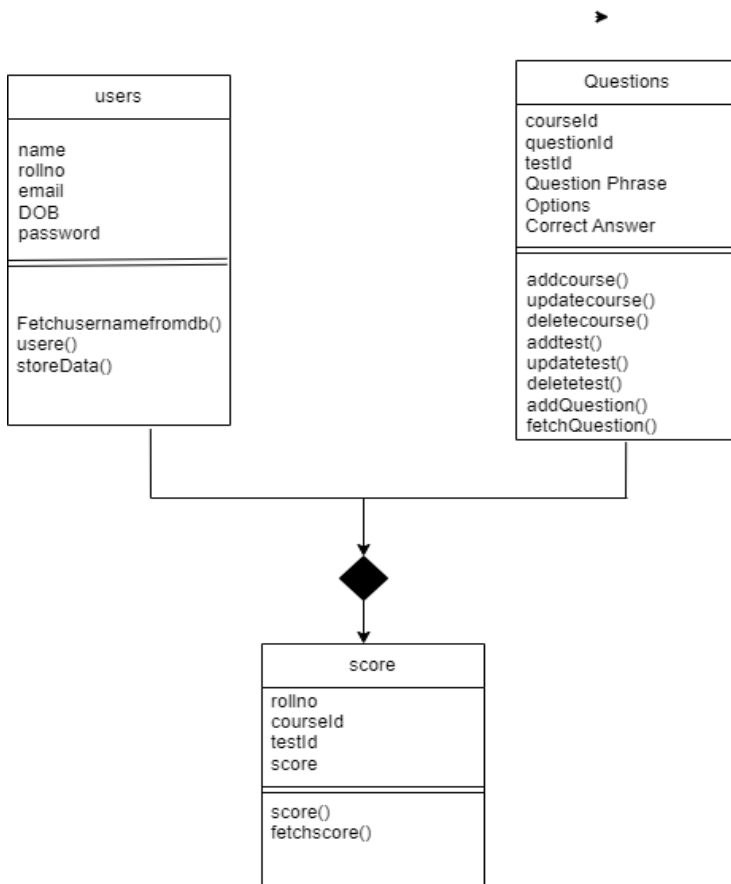 users
name
rollno
email
DOB
password
Fetchusernamefromdb()
usere()
storeData()
Questions
courseId
questionId
testId
Question Phrase
Options
Correct Answer
addcourse()
updatecourse()
deletecourse()
addtest()
updatetest()
deletetest()
addQuestion()
fetchQuestion()
score
rollno
courseId
testId
score
score()
fetchscore()